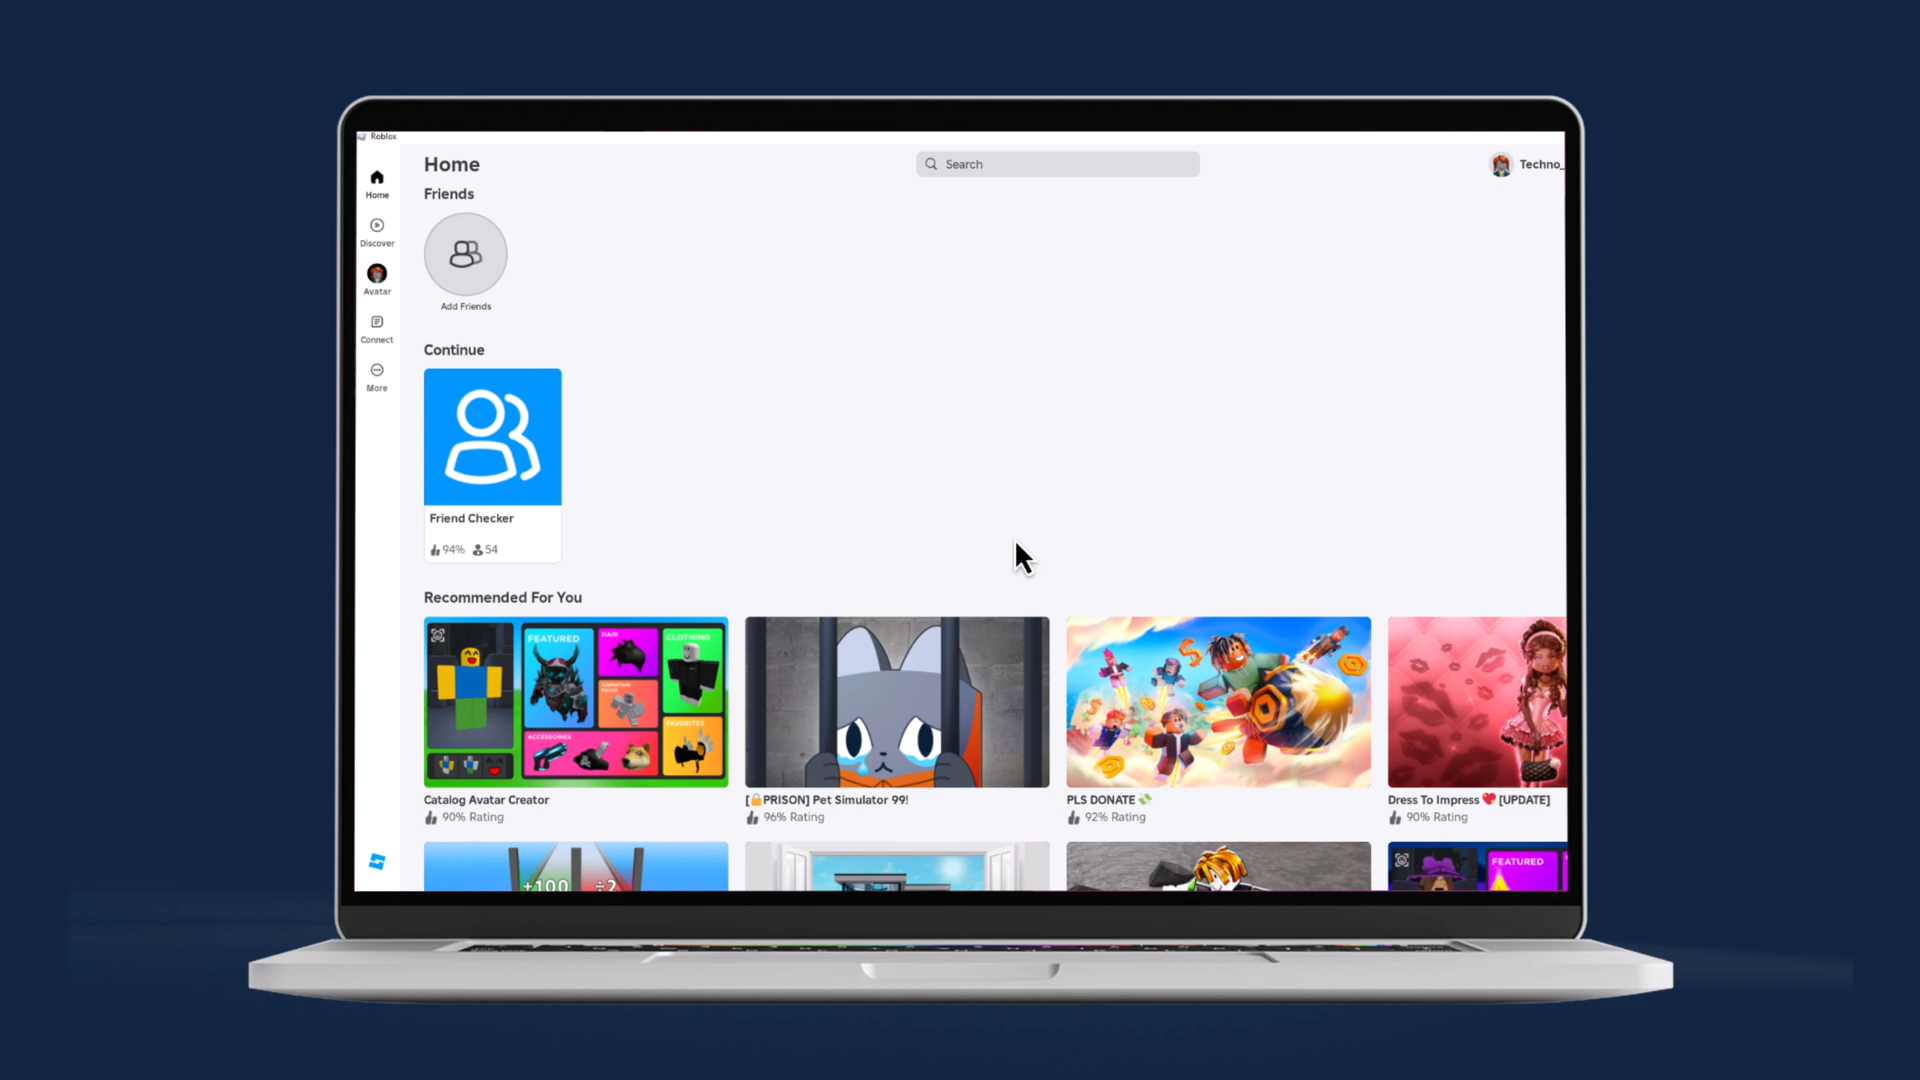 Roblox
Home
Search
Techno_
Home
Discover
Avatar
Connect
More
Friends
Add Friends
Continue
Friend Checker
94% 54
Recommended For You
FEATURED
HAIR
CLOTHING
ANIMATION PACKS
ACCESSORIES
FAVORITES
Catalog Avatar Creator
90% Rating
[🔒PRISON] Pet Simulator 99!
96% Rating
PLS DONATE 💸
92% Rating
Dress To Impress 💖 [UPDATE]
90% Rating
+100 ÷2
FEATURED